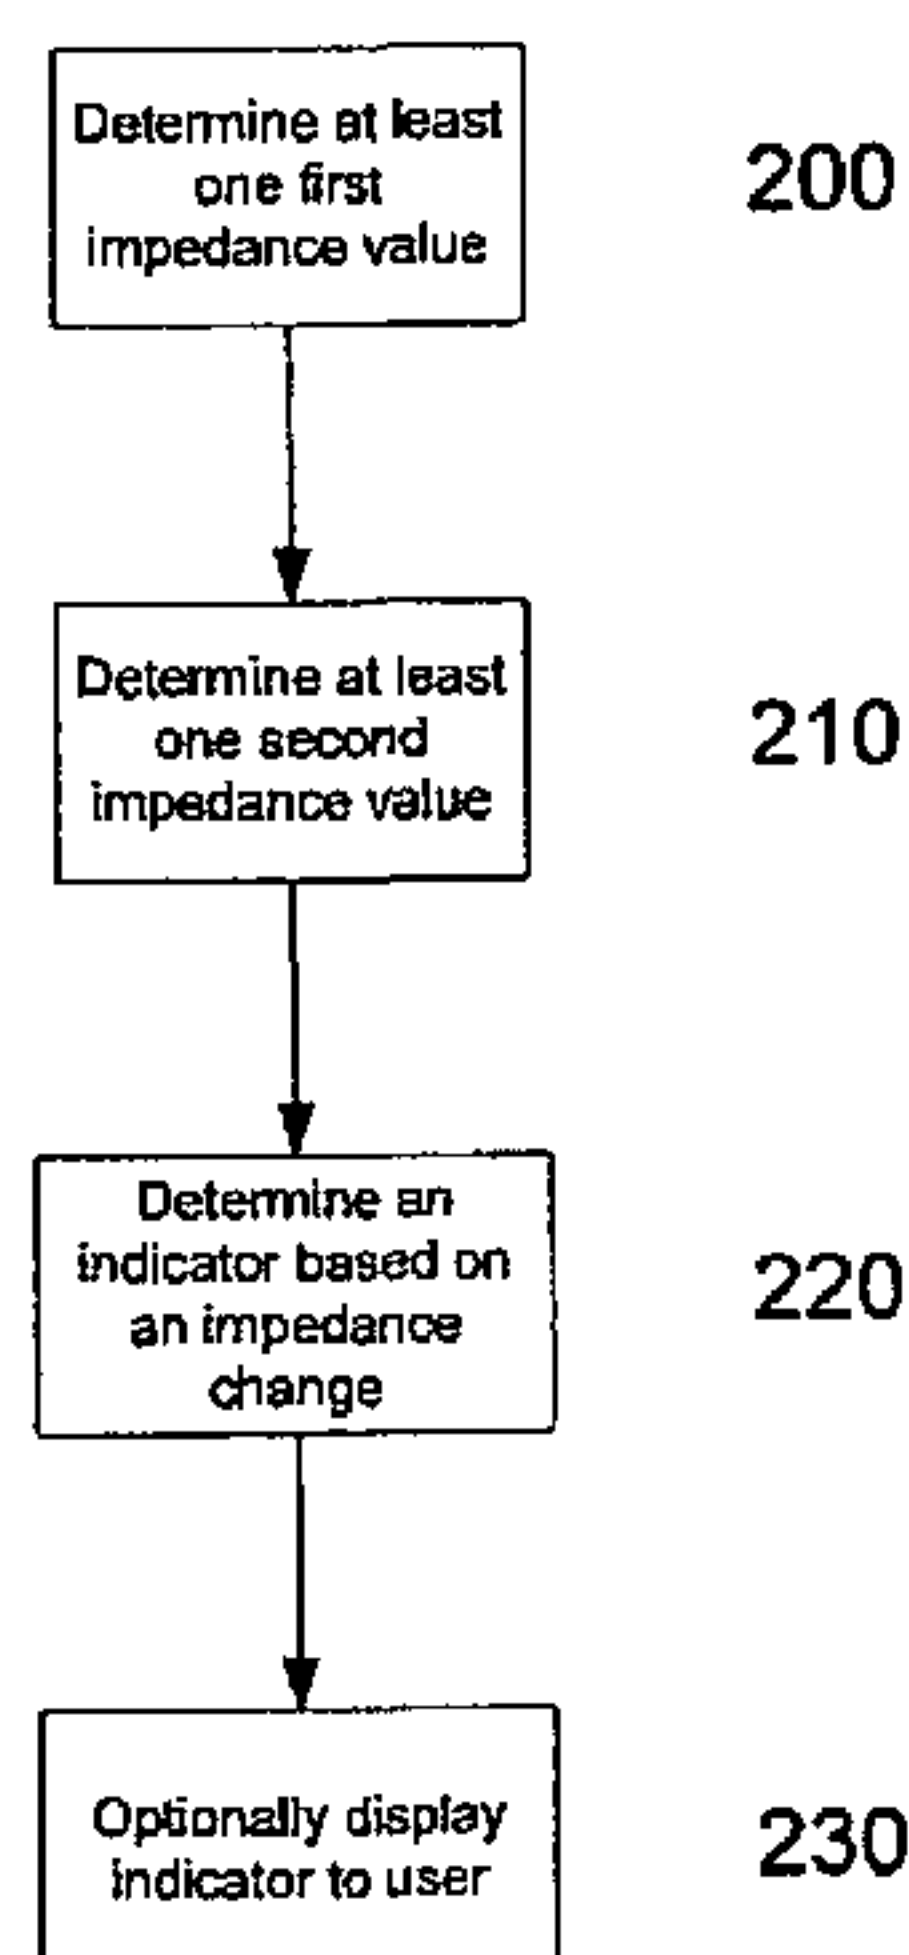 Determine at least
one first
impedance value
200
Determine at least
one second
impedance value
210
Determine an
indicator based on
an impedance
change
220
Optionally display
indicator to user
230